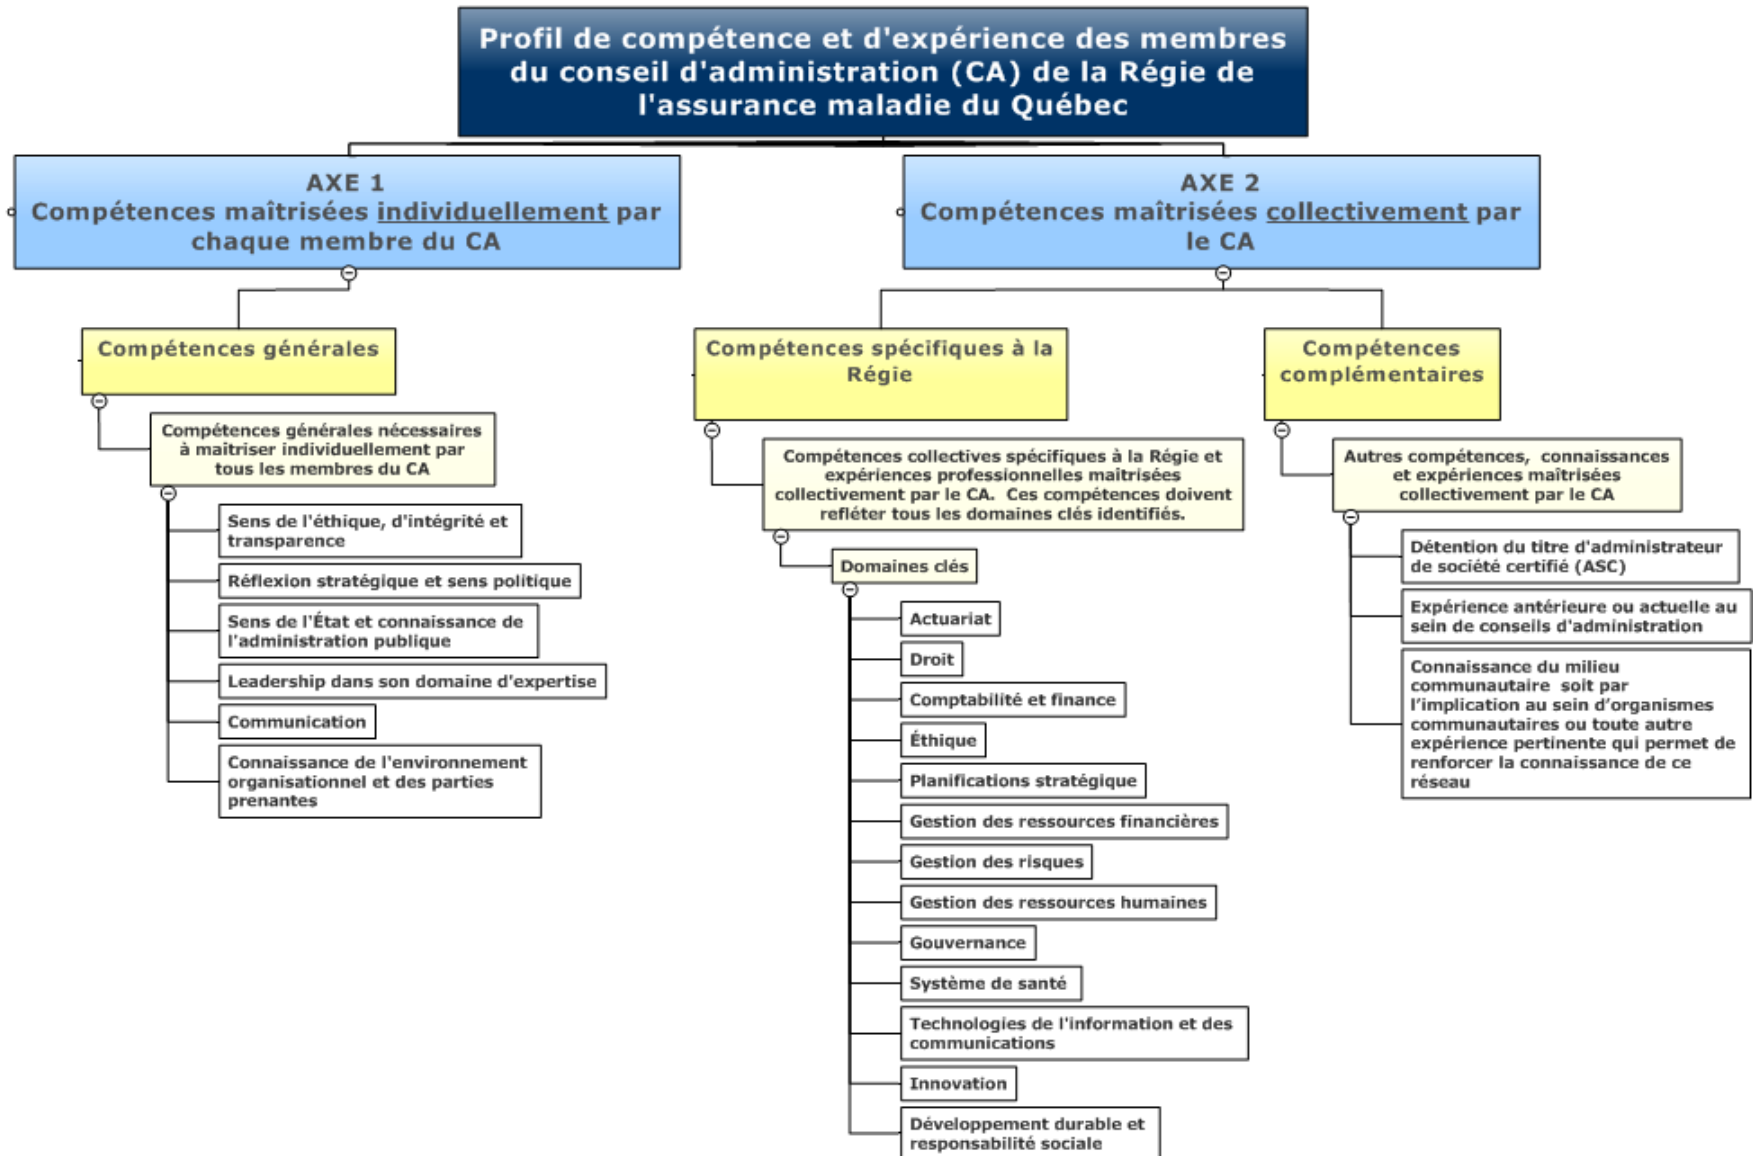 Profil de compétence et d'expérience des membres
du conseil d'administration (CA) de la Régie de
l'assurance maladie du Québec
AXE 1
Compétences maîtrisées individuellement par
chaque membre du CA
Compétences générales
Compétences générales nécessaires
à maîtriser individuellement par
tous les membres du CA
Sens de l'éthique, d'intégrité et
transparence
Réflexion stratégique et sens politique
Sens de l'État et connaissance de
l'administration publique
Leadership dans son domaine d'expertise
Communication
Connaissance de l'environnement
organisationnel et des parties
prenantes
AXE 2
Compétences maîtrisées collectivement par
le CA
Compétences spécifiques à la
Régie
Compétences collectives spécifiques à la Régie et
expériences professionnelles maîtrisées
collectivement par le CA.  Ces compétences doivent
refléter tous les domaines clés identifiés.
Domaines clés
Actuariat
Droit
Comptabilité et finance
Éthique
Planifications stratégique
Gestion des ressources financières
Gestion des risques
Gestion des ressources humaines
Gouvernance
Système de santé
Technologies de l'information et des
communications
Innovation
Développement durable et
responsabilité sociale
Compétences
complémentaires
Autres compétences,  connaissances
et expériences maîtrisées
collectivement par le CA
Détention du titre d'administrateur
de société certifié (ASC)
Expérience antérieure ou actuelle au
sein de conseils d'administration
Connaissance du milieu
communautaire  soit par
l’implication au sein d’organismes
communautaires ou toute autre
expérience pertinente qui permet de
renforcer la connaissance de ce
réseau